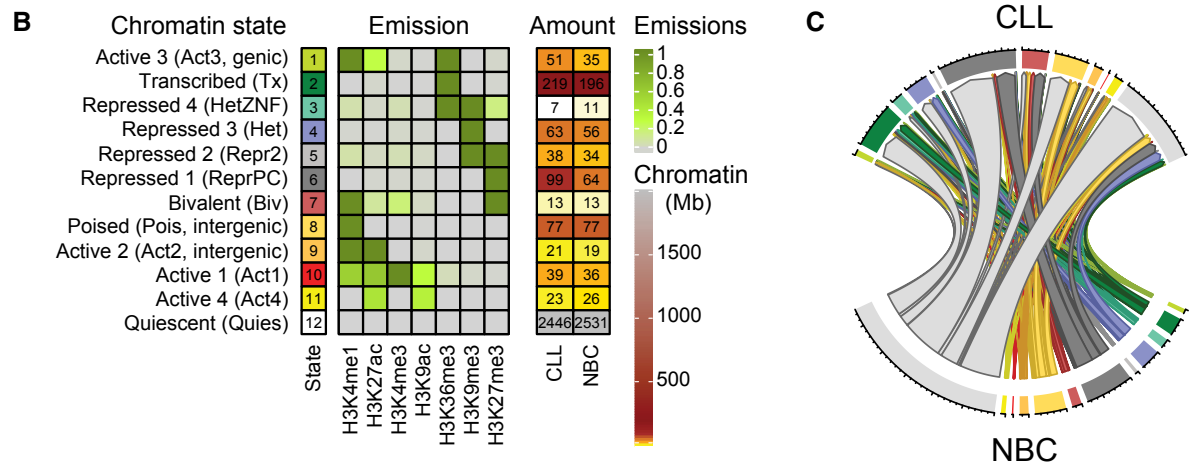 B
Chromatin state
Emission
Amount
Emissions
C
CLL
Active 3 (Act3, genic) 1 51 35
Transcribed (Tx) 2 219 196
Repressed 4 (HetZNF) 3 7 11
Repressed 3 (Het) 4 63 56
Repressed 2 (Repr2) 5 38 34
Repressed 1 (ReprPC) 6 99 64
Bivalent (Biv) 7 13 13
Poised (Pois, intergenic) 8 77 77
Active 2 (Act2, intergenic) 9 21 19
Active 1 (Act1) 10 39 36
Active 4 (Act4) 11 23 26
Quiescent (Quies) 12 2446 2531
State
H3K4me1
H3K27ac
H3K4me3
H3K9ac
H3K36me3
H3K9me3
H3K27me3
CLL
NBC
1
0.8
0.6
0.4
0.2
0
Chromatin
(Mb)
1500
1000
500
NBC